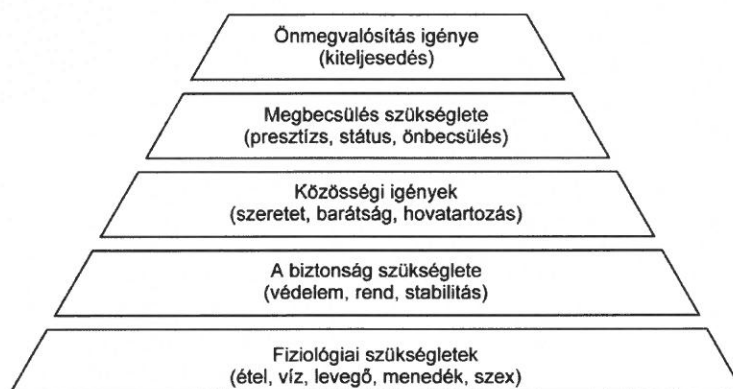 Önmegvalósítás igénye
(kiteljesedés)
Megbecsülés szükséglete
(presztízs, státus, önbecsülés)
Közösségi igények
(szeretet, barátság, hovatartozás)
A biztonság szükséglete
(védelem, rend, stabilitás)
Fiziológiai szükségletek
(étel, víz, levegő, menedék, szex)